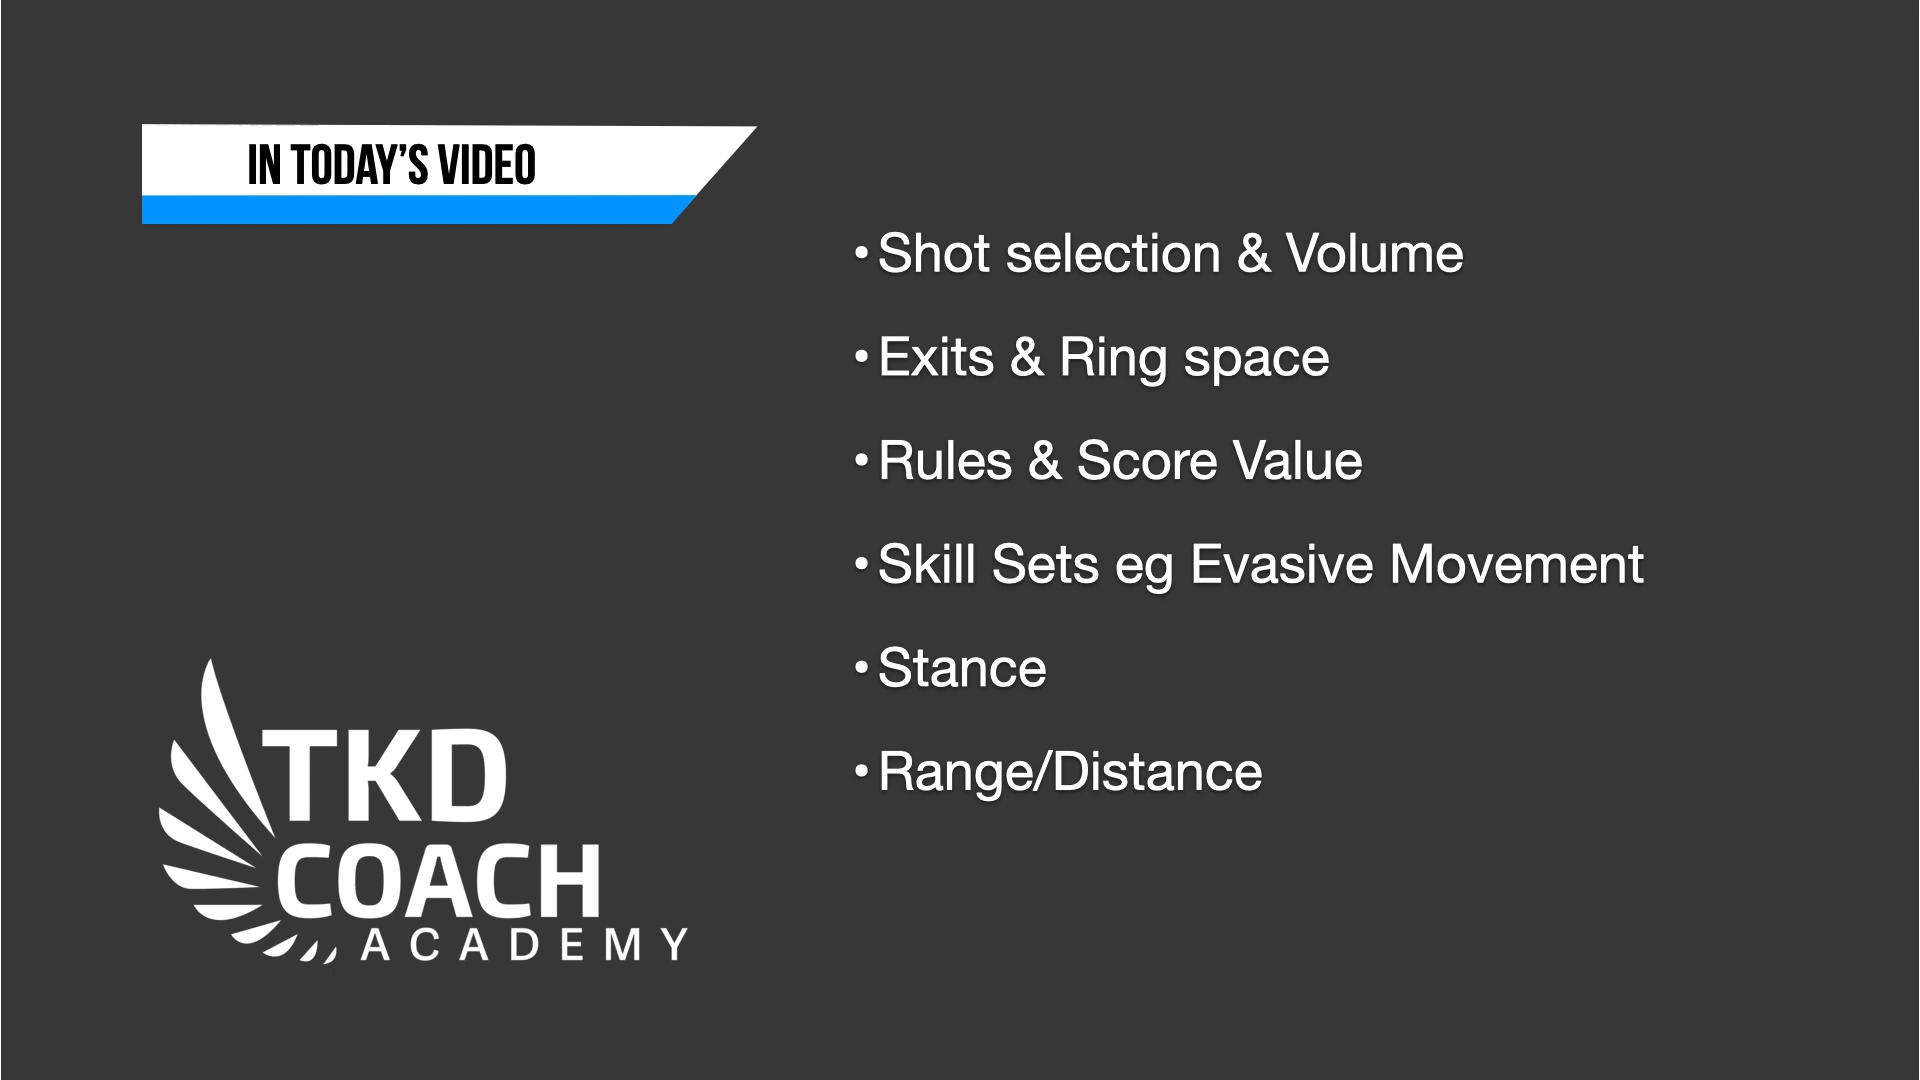 IN TODAY’S VIDEO
• Shot selection & Volume
• Exits & Ring space
• Rules & Score Value
• Skill Sets eg Evasive Movement
• Stance
• Range/Distance
TKD
COACH
ACADEMY